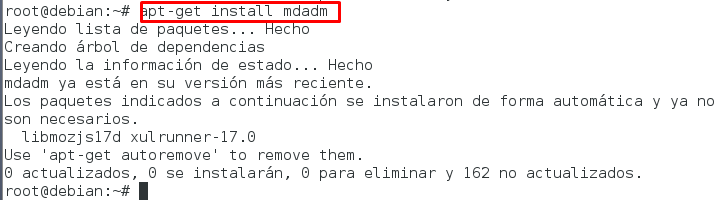 root@debian:~# apt-get install mdadm
Leyendo lista de paquetes... Hecho
Creando árbol de dependencias
Leyendo la información de estado... Hecho
mdadm ya está en su versión más reciente.
Los paquetes indicados a continuación se instalaron de forma automática y ya no
son necesarios.
  libmozjs17d xulrunner-17.0
Use 'apt-get autoremove' to remove them.
0 actualizados, 0 se instalarán, 0 para eliminar y 162 no actualizados.
root@debian:~#